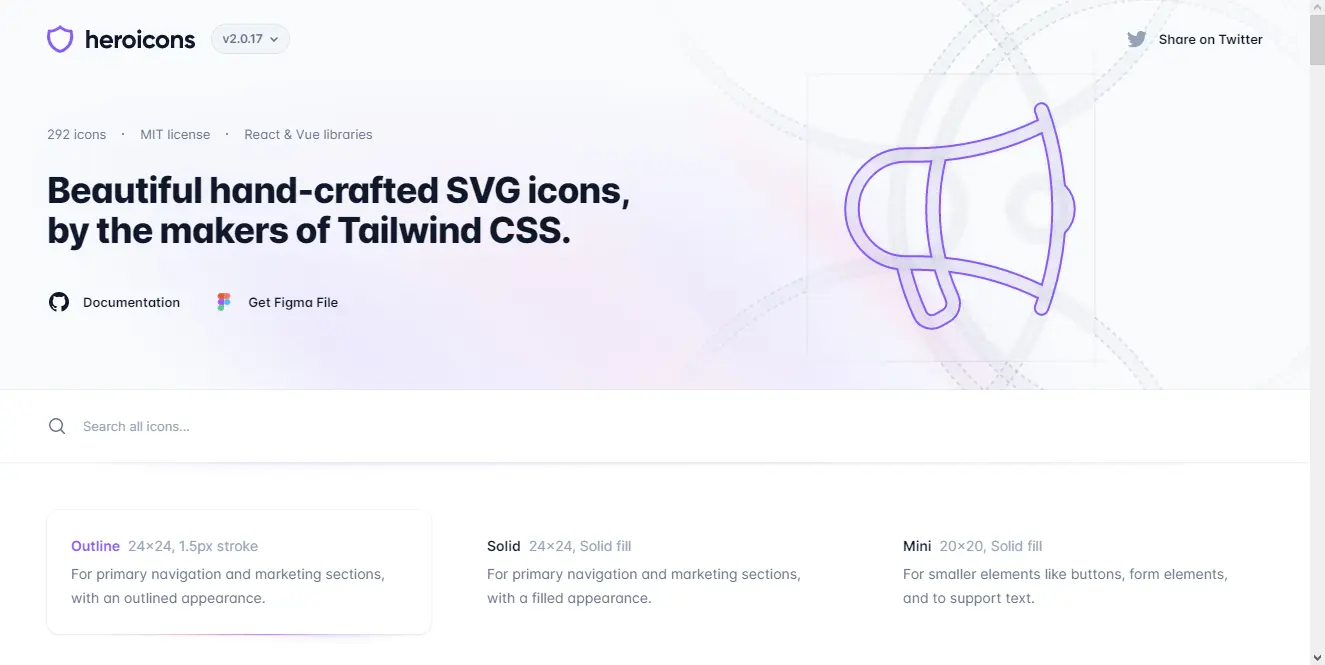 heroicons
v2.0.17
Share on Twitter
292 icons · MIT license · React & Vue libraries
Beautiful hand-crafted SVG icons,
by the makers of Tailwind CSS.
Documentation
Get Figma File
Search all icons...
Outline 24×24, 1.5px stroke
For primary navigation and marketing sections,
with an outlined appearance.
Solid 24×24, Solid fill
For primary navigation and marketing sections,
with a filled appearance.
Mini 20×20, Solid fill
For smaller elements like buttons, form elements,
and to support text.